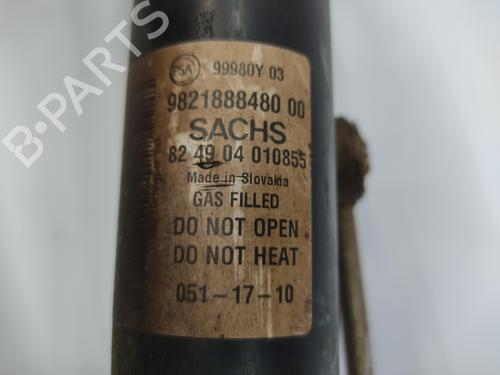 PSA 99980Y 03
9821888480 00
SACHS
82 49 04 010855
Made in Slovakia
GAS FILLED
DO NOT OPEN
DO NOT HEAT
051-17-10
B-PARTS